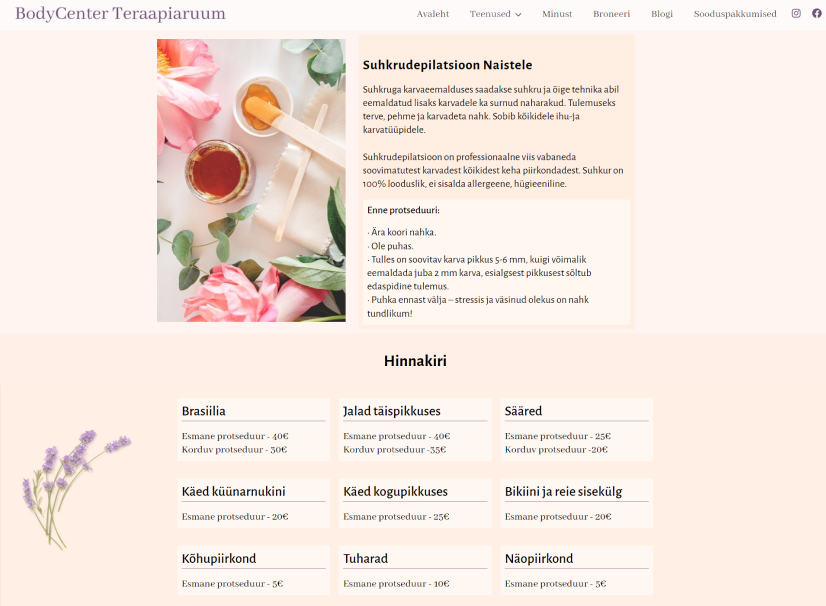 BodyCenter Teraapiaruum
Avaleht Teenused Minust Broneeri Blogi Sooduspakkumised
Suhkrudepilatsioon Naistele
Suhkruga karvaeemalduses saadakse suhkru ja õige tehnika abil
eemaldatud lisaks karvadele ka surnud naharakud. Tulemuseks
terve, pehme ja karvadeta nahk. Sobib kõikidele ihu-ja
karvatüüpidele.
Suhkrudepilatsioon on professionaalne viis vabaneda
soovimatutest karvadest kõikidest keha piirkondadest. Suhkur on
100% looduslik, ei sisalda allergeene, hügieeniline.
Enne protseduuri:
· Ära koori nahka.
· Ole puhas.
· Tulles on soovitav karva pikkus 5-6 mm, kuigi võimalik
eemaldada juba 2 mm karva, esialgsest pikkusest sõltub
edaspidine tulemus.
· Puhka ennast välja – stressis ja väsinud olekus on nahk
tundlikum!
Hinnakiri
Brasiilia
Esmane protseduur - 40€
Korduv protseduur - 30€
Jalad täispikkuses
Esmane protseduur - 40€
Korduv protseduur -35€
Sääred
Esmane protseduur - 25€
Korduv protseduur -20€
Käed küünarnukini
Esmane protseduur - 20€
Käed kogupikkuses
Esmane protseduur - 25€
Bikiini ja reie sisekülg
Esmane protseduur - 20€
Kõhupiirkond
Esmane protseduur - 5€
Tuharad
Esmane protseduur - 10€
Näopiirkond
Esmane protseduur - 5€